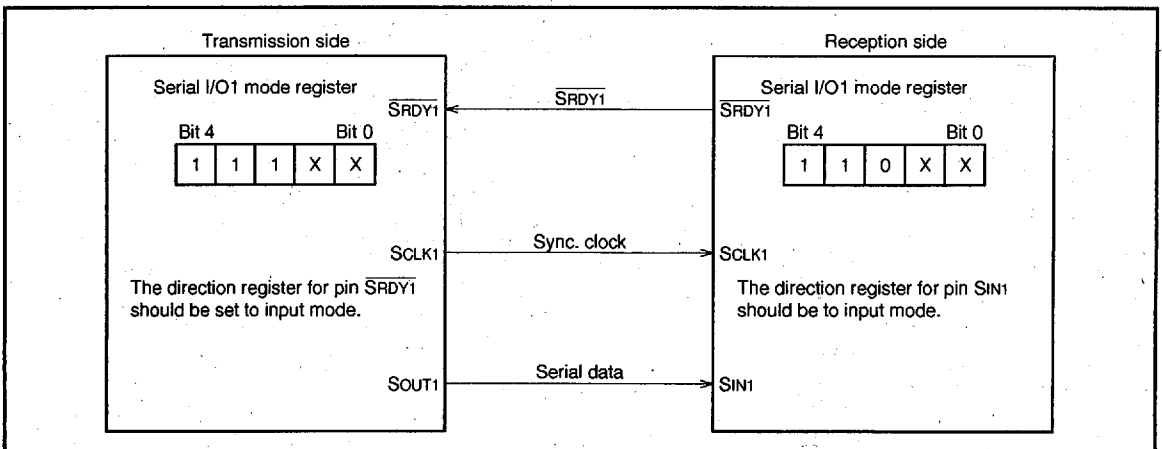 Transmission side
Serial I/O1 mode register
SRDY1
Bit 4 Bit 0
1 1 1 X X
SCLK1
The direction register for pin SRDY1
should be set to input mode.
SOUT1
SRDY1
Sync. clock
Serial data
Reception side
Serial I/O1 mode register
SRDY1
Bit 4 Bit 0
1 1 0 X X
SCLK1
The direction register for pin SIN1
should be to input mode.
SIN1